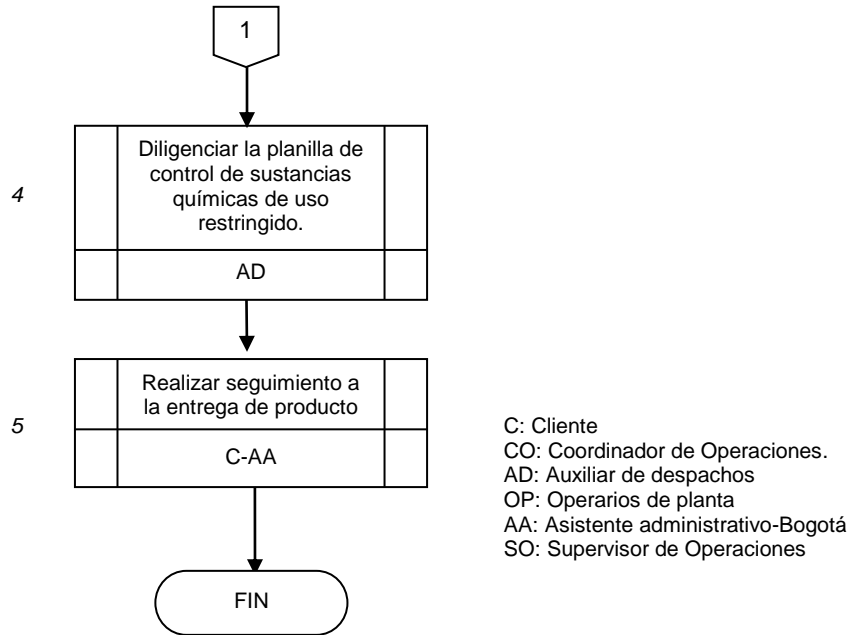 1
4
Diligenciar la planilla de
control de sustancias
químicas de uso
restringido.
AD
5
Realizar seguimiento a
la entrega de producto
C-AA
FIN
C: Cliente
CO: Coordinador de Operaciones.
AD: Auxiliar de despachos
OP: Operarios de planta
AA: Asistente administrativo-Bogotá
SO: Supervisor de Operaciones